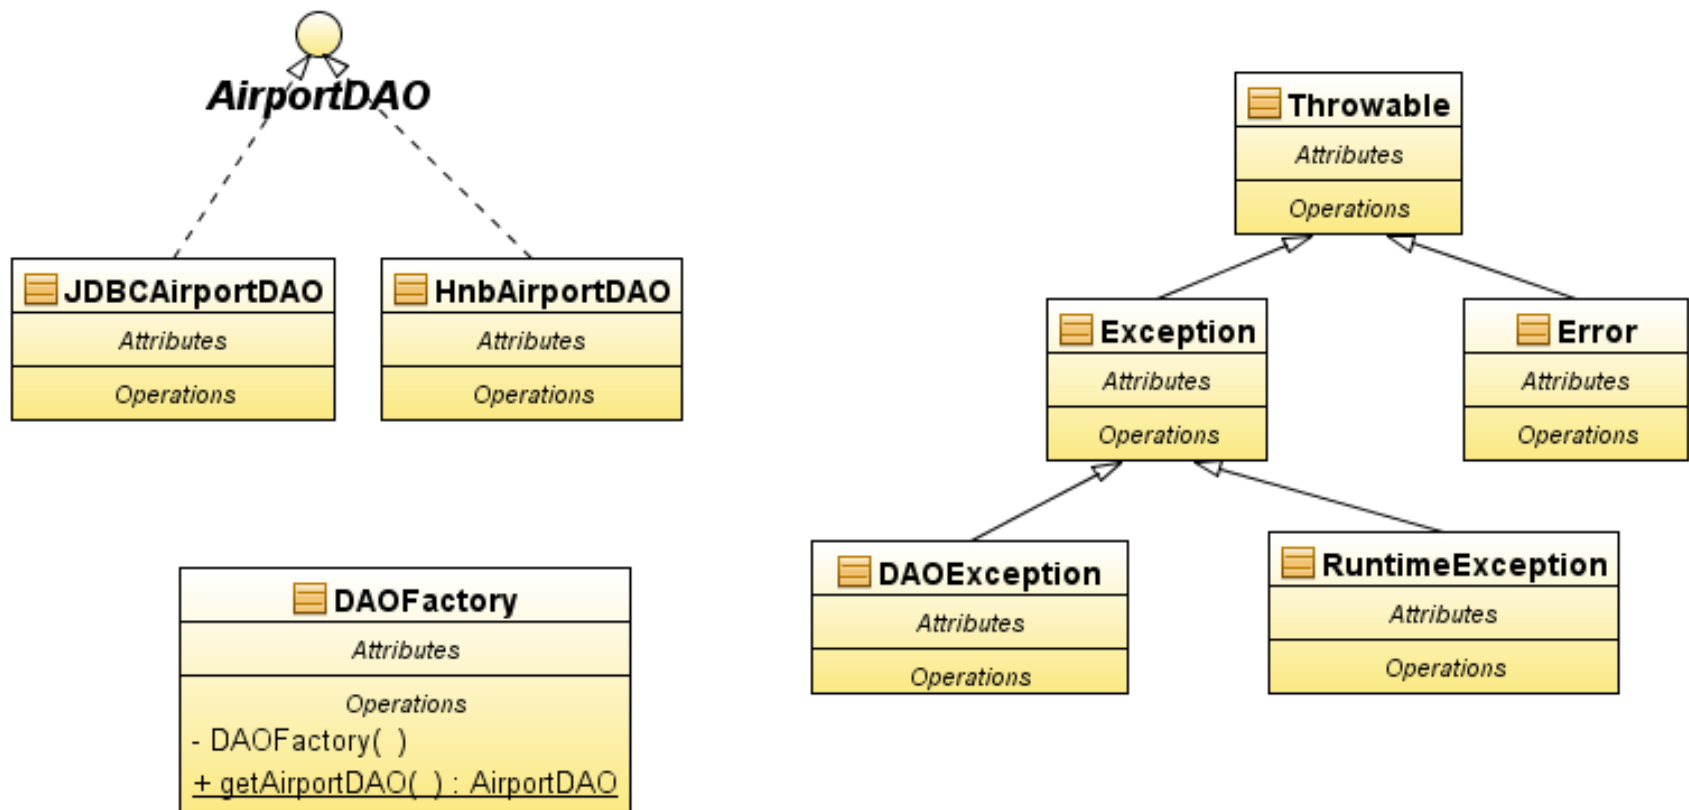 AirportDAO
JDBCAirportDAO
Attributes
Operations
HnbAirportDAO
Attributes
Operations
DAOFactory
Attributes
Operations
- DAOFactory( )
+ getAirportDAO( ) : AirportDAO
Throwable
Attributes
Operations
Exception
Attributes
Operations
Error
Attributes
Operations
DAOException
Attributes
Operations
RuntimeException
Attributes
Operations